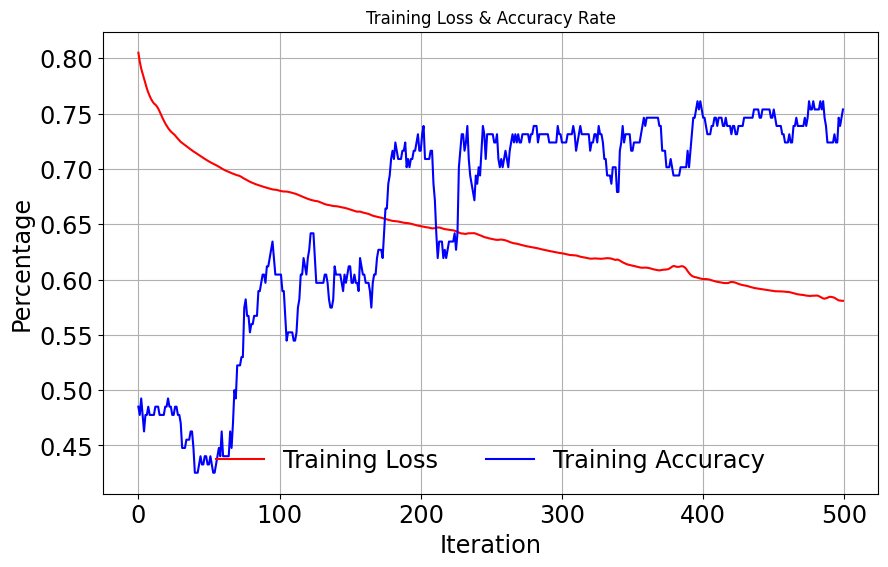 Training Loss & Accuracy Rate
Percentage
0.80
0.75
0.70
0.65
0.60
0.55
0.50
0.45
Training Loss Training Accuracy
0 100 200 300 400 500
Iteration